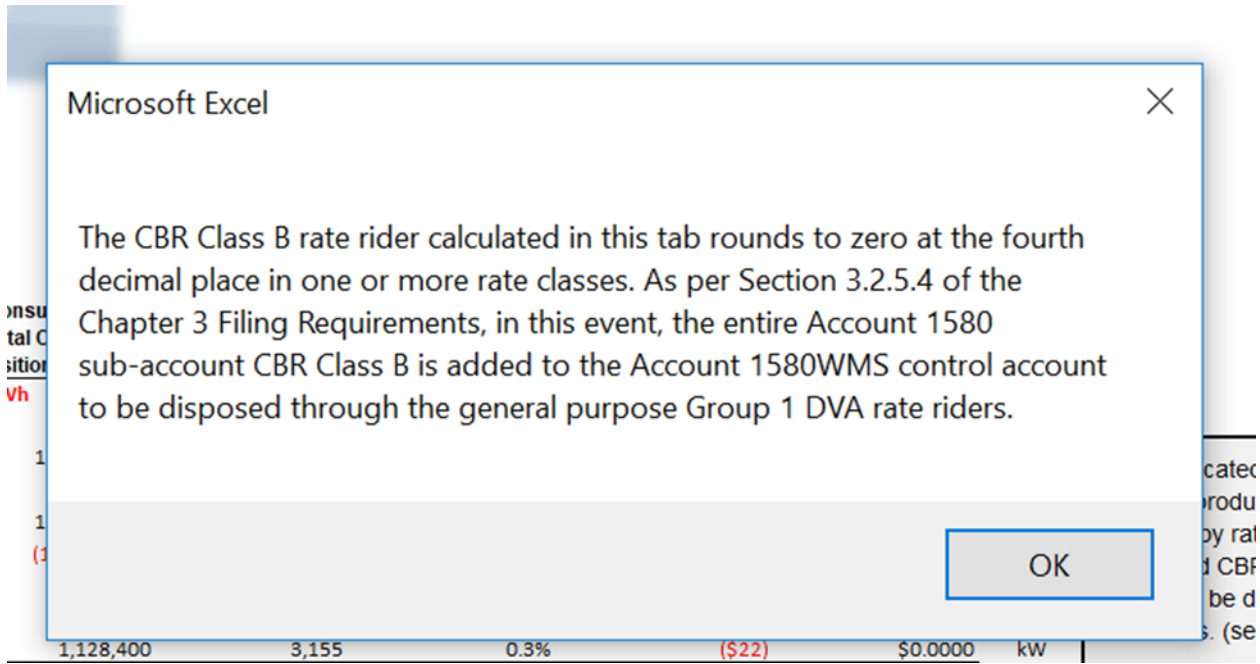 Microsoft Excel
The CBR Class B rate rider calculated in this tab rounds to zero at the fourth
decimal place in one or more rate classes. As per Section 3.2.5.4 of the
Chapter 3 Filing Requirements, in this event, the entire Account 1580
sub-account CBR Class B is added to the Account 1580WMS control account
to be disposed through the general purpose Group 1 DVA rate riders.
OK
CBR
be d
(se
1,128,400 3,155 0.3% ($22) $0.0000 kW